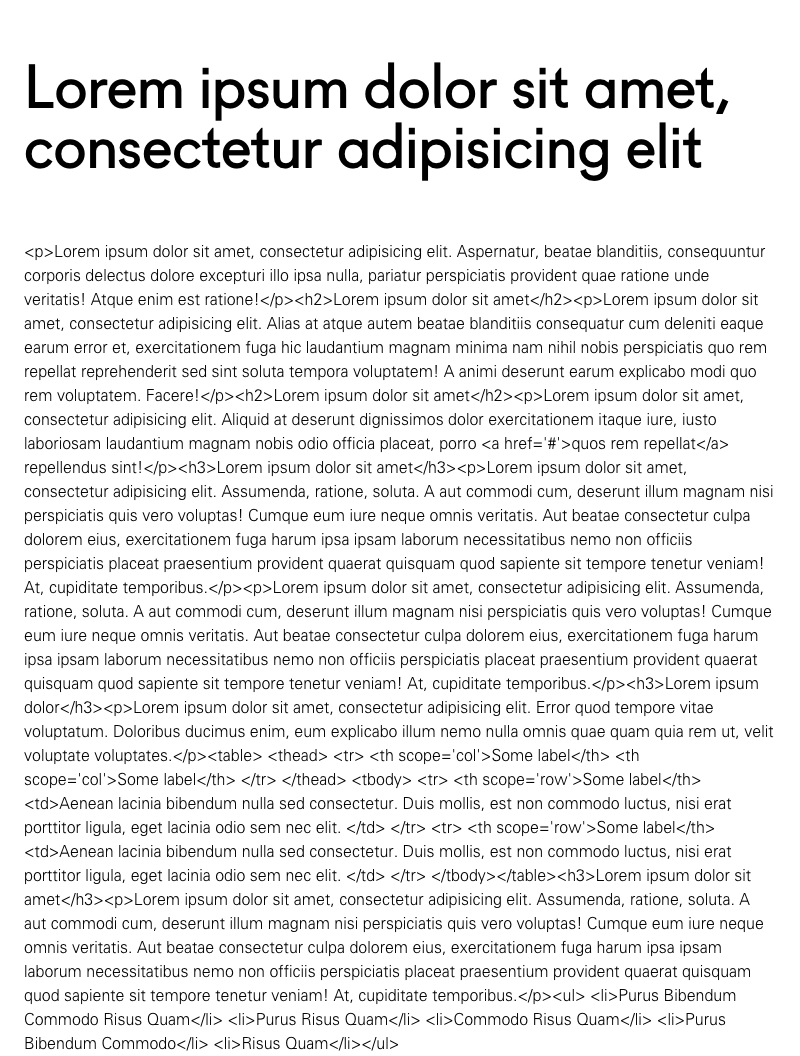 Lorem ipsum dolor sit amet,
consectetur adipisicing elit
<p>Lorem ipsum dolor sit amet, consectetur adipisicing elit. Aspernatur, beatae blanditiis, consequuntur
corporis delectus dolore excepturi illo ipsa nulla, pariatur perspiciatis provident quae ratione unde
veritatis! Atque enim est ratione!</p><h2>Lorem ipsum dolor sit amet</h2><p>Lorem ipsum dolor sit
amet, consectetur adipisicing elit. Alias at atque autem beatae blanditiis consequatur cum deleniti eaque
earum error et, exercitationem fuga hic laudantium magnam minima nam nihil nobis perspiciatis quo rem
repellat reprehenderit sed sint soluta tempora voluptatem! A animi deserunt earum explicabo modi quo
rem voluptatem. Facere!</p><h2>Lorem ipsum dolor sit amet</h2><p>Lorem ipsum dolor sit amet,
consectetur adipisicing elit. Aliquid at deserunt dignissimos dolor exercitationem itaque iure, iusto
laboriosam laudantium magnam nobis odio officia placeat, porro <a href='#'>quos rem repellat</a>
repellendus sint!</p><h3>Lorem ipsum dolor sit amet</h3><p>Lorem ipsum dolor sit amet,
consectetur adipisicing elit. Assumenda, ratione, soluta. A aut commodi cum, deserunt illum magnam nisi
perspiciatis quis vero voluptas! Cumque eum iure neque omnis veritatis. Aut beatae consectetur culpa
dolorem eius, exercitationem fuga harum ipsa ipsam laborum necessitatibus nemo non officiis
perspiciatis placeat praesentium provident quaerat quisquam quod sapiente sit tempore tenetur veniam!
At, cupiditate temporibus.</p><p>Lorem ipsum dolor sit amet, consectetur adipisicing elit. Assumenda,
ratione, soluta. A aut commodi cum, deserunt illum magnam nisi perspiciatis quis vero voluptas! Cumque
eum iure neque omnis veritatis. Aut beatae consectetur culpa dolorem eius, exercitationem fuga harum
ipsa ipsam laborum necessitatibus nemo non officiis perspiciatis placeat praesentium provident quaerat
quisquam quod sapiente sit tempore tenetur veniam! At, cupiditate temporibus.</p><h3>Lorem ipsum
dolor</h3><p>Lorem ipsum dolor sit amet, consectetur adipisicing elit. Error quod tempore vitae
voluptatum. Doloribus ducimus enim, eum explicabo illum nemo nulla omnis quae quam quia rem ut, velit
voluptate voluptates.</p><table> <thead> <tr> <th scope='col'>Some label</th> <th
scope='col'>Some label</th> </tr> </thead> <tbody> <tr> <th scope='row'>Some label</th>
<td>Aenean lacinia bibendum nulla sed consectetur. Duis mollis, est non commodo luctus, nisi erat
porttitor ligula, eget lacinia odio sem nec elit. </td> </tr> <tr> <th scope='row'>Some label</th>
<td>Aenean lacinia bibendum nulla sed consectetur. Duis mollis, est non commodo luctus, nisi erat
porttitor ligula, eget lacinia odio sem nec elit. </td> </tr> </tbody></table><h3>Lorem ipsum dolor sit
amet</h3><p>Lorem ipsum dolor sit amet, consectetur adipisicing elit. Assumenda, ratione, soluta. A
aut commodi cum, deserunt illum magnam nisi perspiciatis quis vero voluptas! Cumque eum iure neque
omnis veritatis. Aut beatae consectetur culpa dolorem eius, exercitationem fuga harum ipsa ipsam
laborum necessitatibus nemo non officiis perspiciatis placeat praesentium provident quaerat quisquam
quod sapiente sit tempore tenetur veniam! At, cupiditate temporibus.</p><ul> <li>Purus Bibendum
Commodo Risus Quam</li> <li>Purus Risus Quam</li> <li>Commodo Risus Quam</li> <li>Purus
Bibendum Commodo</li> <li>Risus Quam</li></ul>